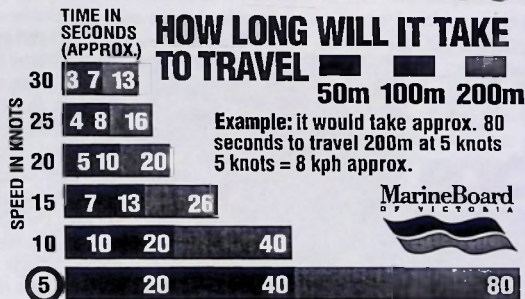 TIME IN
SECONDS
(APPROX.)
HOW LONG WILL IT TAKE
TO TRAVEL
50m 100m 200m
30 3 7 13
25 4 8 16
20 5 10 20
15 7 13 26
10 10 20 40
5 20 40 80
SPEED IN KNOTS
Example: it would take approx. 80
seconds to travel 200m at 5 knots
5 knots = 8 kph approx.
MarineBoard
OF VICTORIA